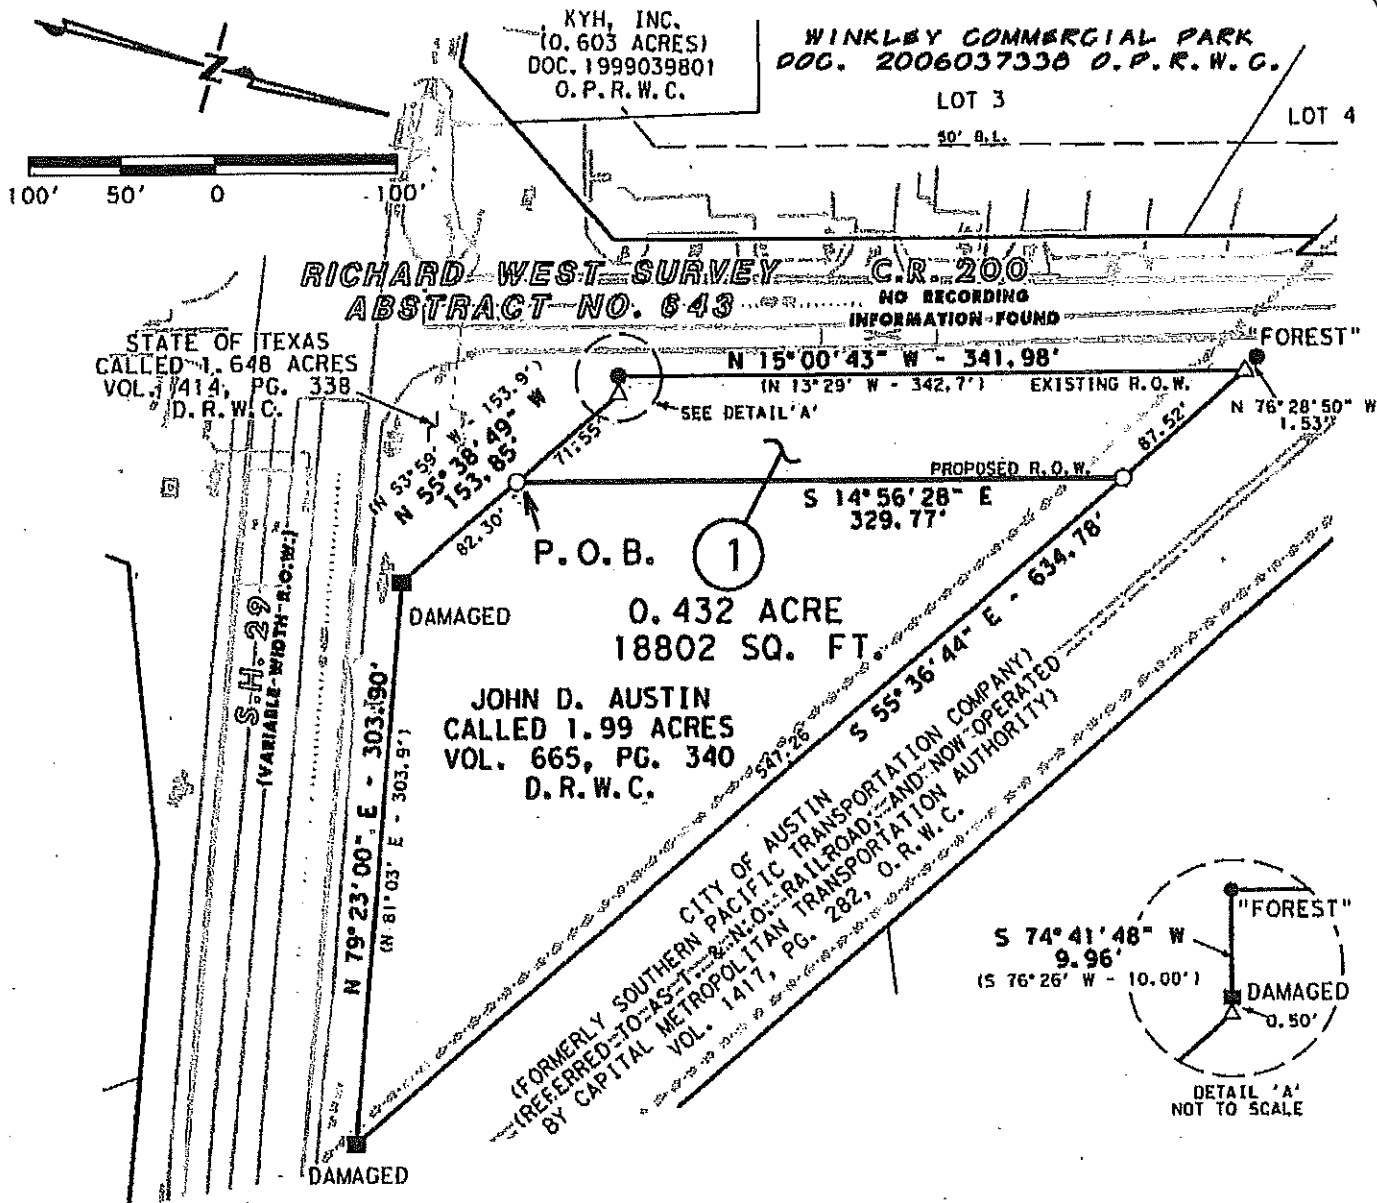 KYH, INC.
(0.603 ACRES)
DOC. 1999039801
O.P.R.W.C.
WINKLEY COMMERCIAL PARK
DOC. 2006037338 O.P.R.W.C.
LOT 3
LOT 4
50' B.L.
N
100' 50' 0 100'
RICHARD WEST SURVEY
ABSTRACT NO. 643
C.R. 200
NO RECORDING
INFORMATION FOUND
STATE OF TEXAS
CALLED 1.648 ACRES
VOL. 414, PG. 338
D.R.W.C.
"FOREST"
N 15°00'43" W - 341.98'
(N 13°29' W - 342.7')
EXISTING R.O.W.
SEE DETAIL 'A'
N 76°28'50" W
1.53'
(N 53°59' W - 153.9')
N 55°38'49" W
153.85'
71.55'
82.30'
87.52'
PROPOSED R.O.W.
S 14°56'28" E
329.77'
P.O.B.
1
0.432 ACRE
18802 SQ. FT.
DAMAGED
S 55°36'44" E - 634.78'
547.26
JOHN D. AUSTIN
CALLED 1.99 ACRES
VOL. 665, PG. 340
D.R.W.C.
S.H. 29
(VARIABLE WIDTH R.O.W.)
N 79°23'00" E - 303.90'
(N 81°03' E - 303.9')
CITY OF AUSTIN
(FORMERLY SOUTHERN PACIFIC TRANSPORTATION COMPANY)
(REFERRED TO AS T. & N.O. RAILROAD, AND NOW OPERATED
BY CAPITAL METROPOLITAN TRANSPORTATION AUTHORITY)
VOL. 1417, PG. 282, O.R.W.C.
DAMAGED
"FOREST"
S 74°41'48" W
9.96'
(S 76°26' W - 10.00')
DAMAGED
0.50'
DETAIL 'A'
NOT TO SCALE